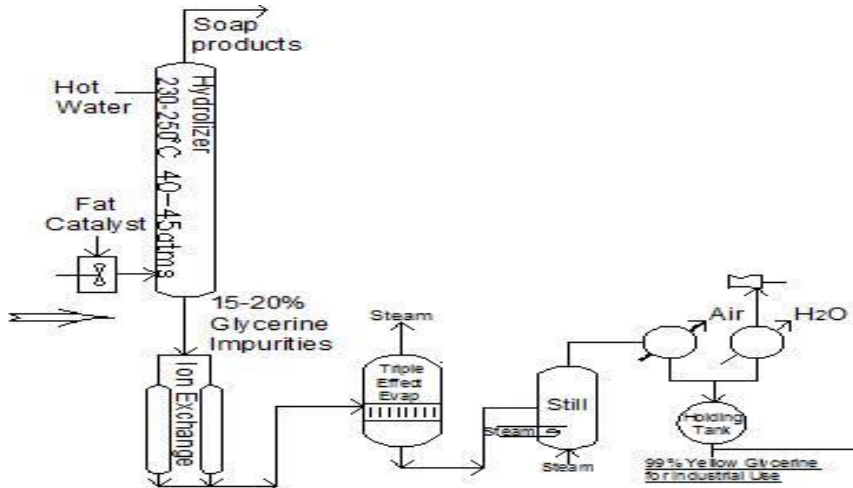 Soap
products
Hot
Water
Hydrolizer
230-250°C 40-45atms
Fat
Catalyst
15-20%
Glycerine
Impurities
Ion Exchange
Steam
Triple
Effect
Evap
Still
Steam
Steam
Air
H2O
Holding
Tank
99% Yellow Glycerine
for Industrial Use